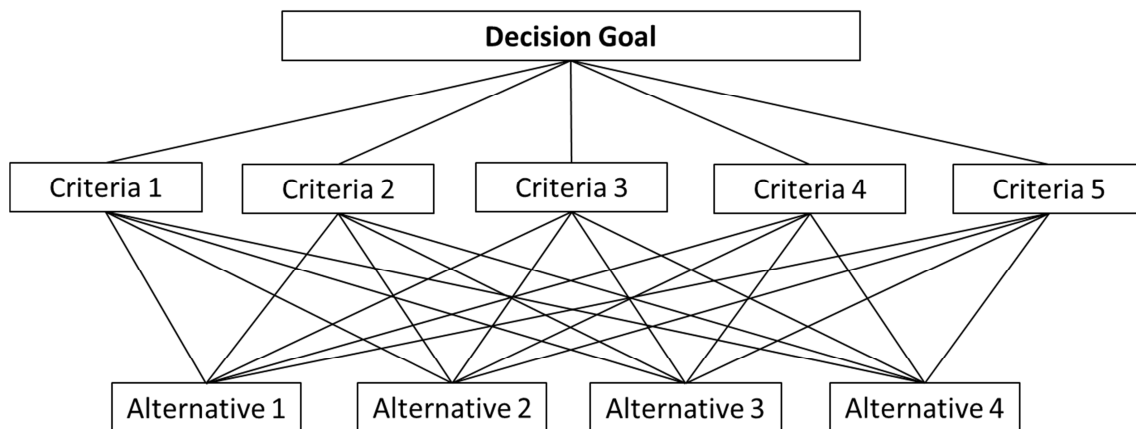 Decision Goal
Criteria 1
Criteria 2
Criteria 3
Criteria 4
Criteria 5
Alternative 1
Alternative 2
Alternative 3
Alternative 4